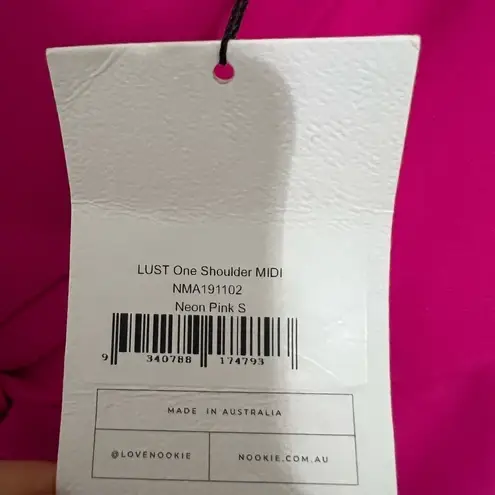 LUST One Shoulder MIDI
NMA191102
Neon Pink S
9 340788 174793
MADE IN AUSTRALIA
@LOVENOOKIE
NOOKIE.COM.AU